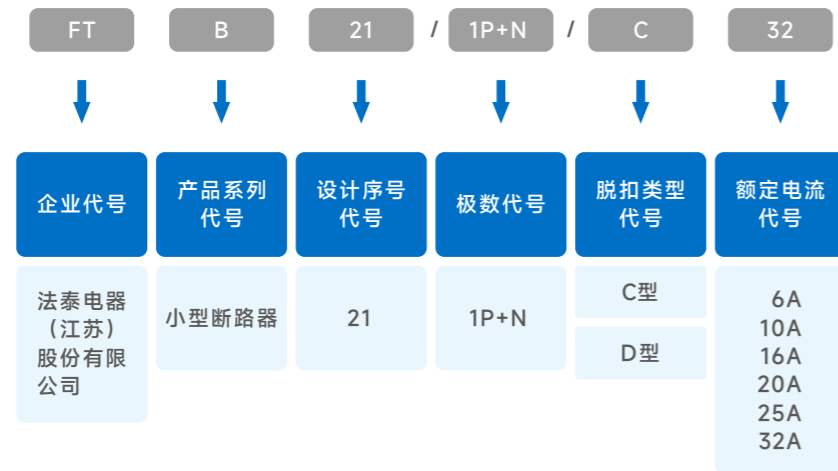 FT B 21 / 1P+N / C 32
企业代号
产品系列
代号
设计序号
代号
极数代号
脱扣类型
代号
额定电流
代号
法泰电器
（江苏）
股份有限
公司
小型断路器
21
1P+N
C型
D型
6A
10A
16A
20A
25A
32A